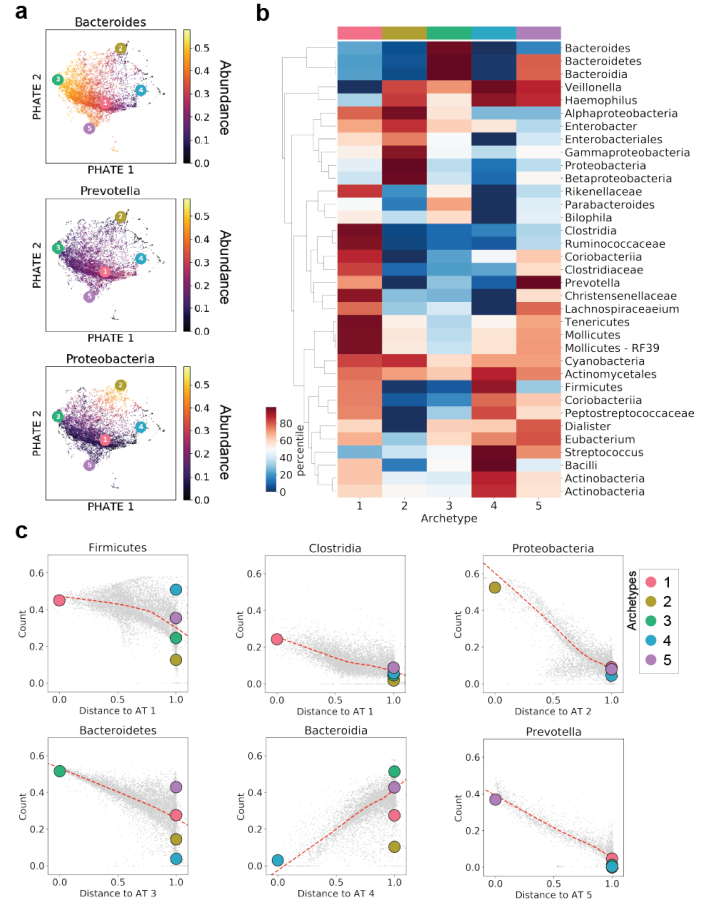 a
Bacteroides
2
3
4
1
5
PHATE 2
PHATE 1
0.5
0.4
0.3
0.2
0.1
0.0
Abundance
Prevotella
2
3
4
1
5
PHATE 2
PHATE 1
0.5
0.4
0.3
0.2
0.1
0.0
Abundance
Proteobacteria
2
3
4
1
5
PHATE 2
PHATE 1
0.5
0.4
0.3
0.2
0.1
0.0
Abundance
b
Bacteroides
Bacteroidetes
Bacteroidia
Veillonella
Haemophilus
Alphaproteobacteria
Enterobacter
Enterobacteriales
Gammaproteobacteria
Proteobacteria
Betaproteobacteria
Rikenellaceae
Parabacteroides
Bilophila
Clostridia
Ruminococcaceae
Coriobacteriia
Clostridiaceae
Prevotella
Christensenellaceae
Lachnospiraceaeium
Tenericutes
Mollicutes
Mollicutes - RF39
Cyanobacteria
Actinomycetales
Firmicutes
Coriobacteriia
Peptostreptococcaceae
Dialister
Eubacterium
Streptococcus
Bacilli
Actinobacteria
Actinobacteria
80
60
40
20
0
percentile
1 2 3 4 5
Archetype
c
Firmicutes
0.6
0.4
0.2
0.0
Count
0.0 0.5 1.0
Distance to AT 1
Clostridia
0.6
0.4
0.2
0.0
Count
0.0 0.5 1.0
Distance to AT 1
Proteobacteria
0.6
0.4
0.2
0.0
Count
0.0 0.5 1.0
Distance to AT 2
Archetypes
1
2
3
4
5
Bacteroidetes
0.6
0.4
0.2
0.0
Count
0.0 0.5 1.0
Distance to AT 3
Bacteroidia
0.6
0.4
0.2
0.0
Count
0.0 0.5 1.0
Distance to AT 4
Prevotella
0.6
0.4
0.2
0.0
Count
0.0 0.5 1.0
Distance to AT 5